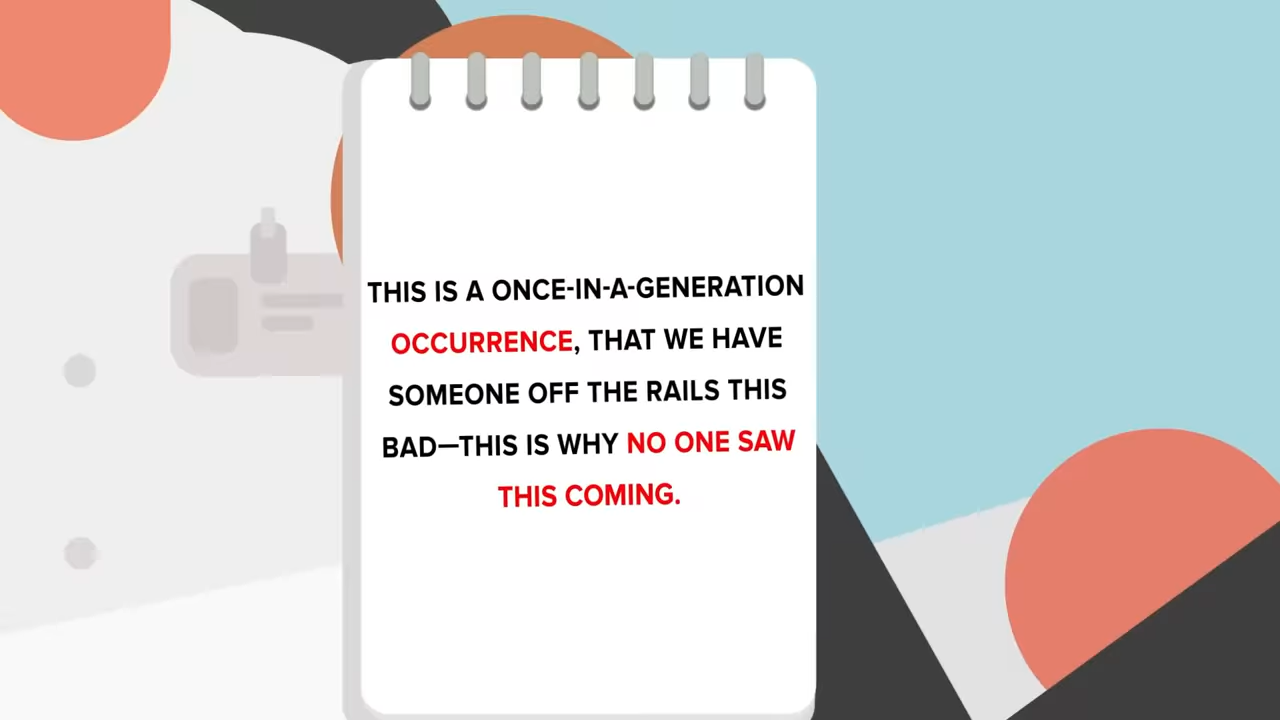 THIS IS A ONCE-IN-A-GENERATION
OCCURRENCE, THAT WE HAVE
SOMEONE OFF THE RAILS THIS
BAD—THIS IS WHY NO ONE SAW
THIS COMING.